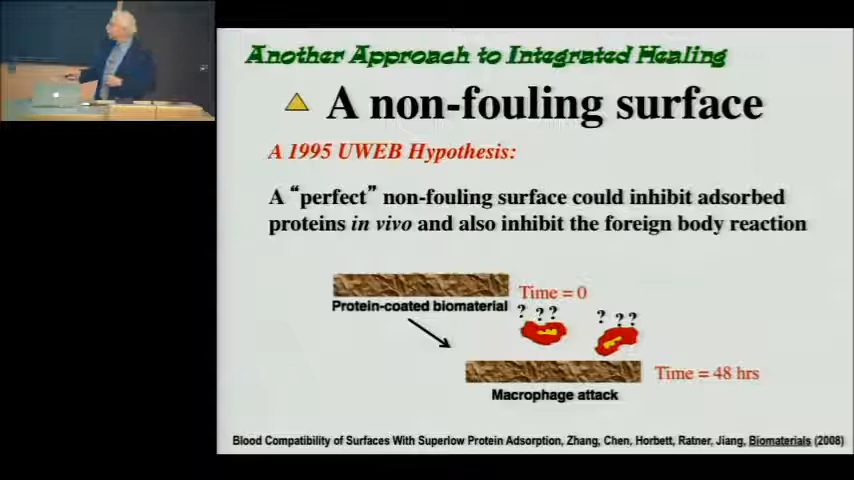 Another Approach to Integrated Healing
A non-fouling surface
A 1995 UWEB Hypothesis:
A “perfect” non-fouling surface could inhibit adsorbed
proteins in vivo and also inhibit the foreign body reaction
Time = 0
Protein-coated biomaterial
? ? ?
? ? ?
Time = 48 hrs
Macrophage attack
Blood Compatibility of Surfaces With Superlow Protein Adsorption, Zhang, Chen, Horbett, Ratner, Jiang, Biomaterials (2008)